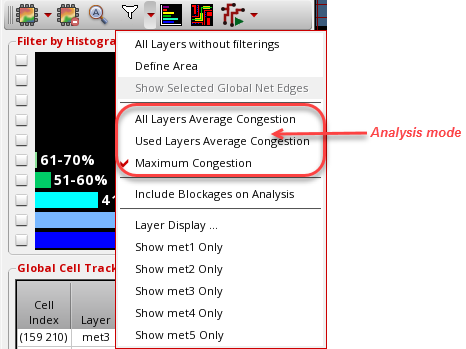 Filter by Histogra
All Layers without filterings
Define Area
Show Selected Global Net Edges
All Layers Average Congestion
Used Layers Average Congestion
Analysis mode
Maximum Congestion
61-70%
51-60%
41
Include Blockages on Analysis
Layer Display ...
Show met1 Only
Show met2 Only
Show met3 Only
Show met4 Only
Show met5 Only
Global Cell Track
Cell
Index
Layer
(159 210)
met3